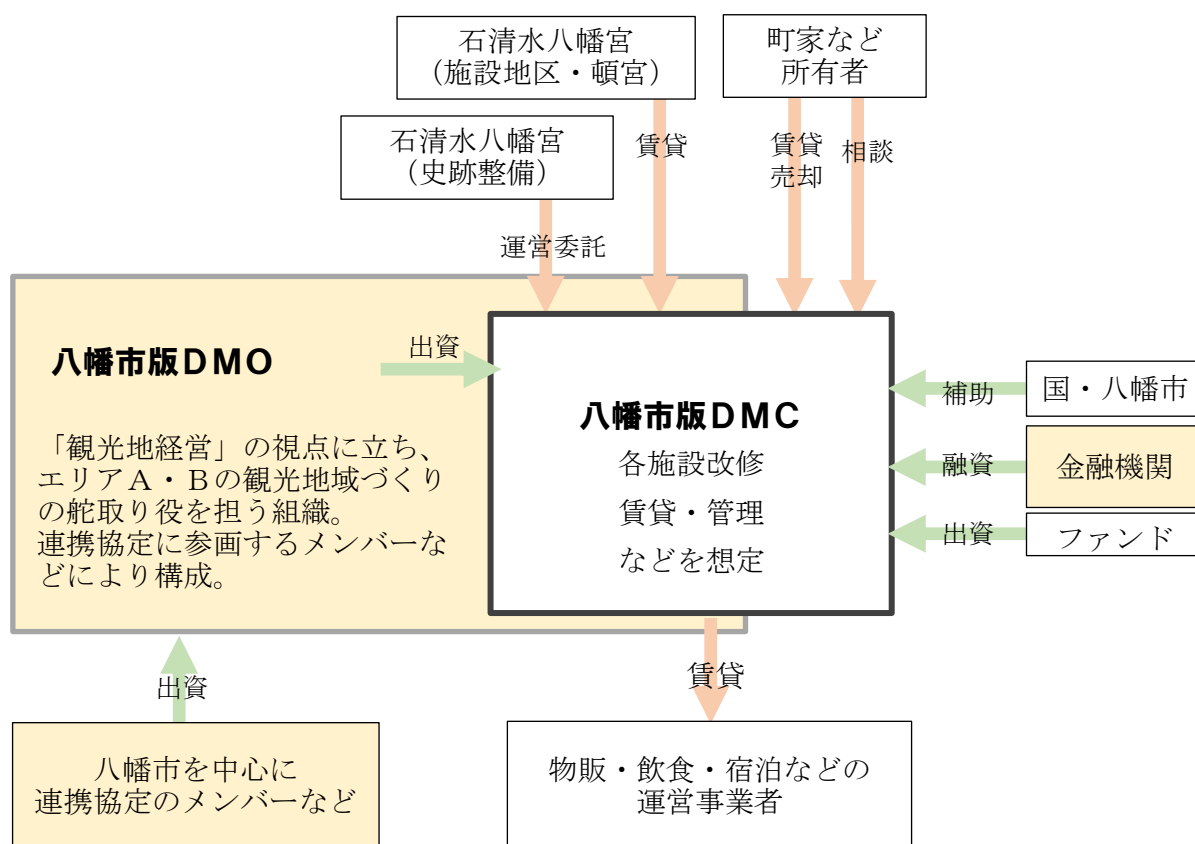 石清水八幡宮
（施設地区・頓宮）
町家など
所有者
石清水八幡宮
（史跡整備）
賃貸
賃貸
売却
相談
運営委託
八幡市版DMO
出資
「観光地経営」の視点に立ち、
エリアA・Bの観光地域づくり
の舵取り役を担う組織。
連携協定に参画するメンバーな
どにより構成。
八幡市版DMC
各施設改修
賃貸・管理
などを想定
補助
国・八幡市
融資
金融機関
出資
ファンド
出資
賃貸
八幡市を中心に
連携協定のメンバーなど
物販・飲食・宿泊などの
運営事業者